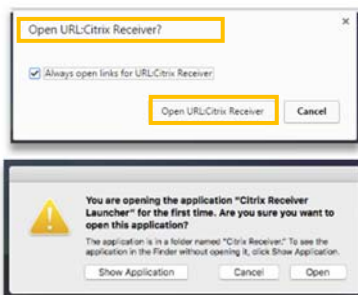 Open URL:Citrix Receiver?
×
Always open links for URL:Citrix Receiver
Open URL:Citrix Receiver Cancel
You are opening the application "Citrix Receiver
Launcher" for the first time. Are you sure you want to
open this application?
The application is in a folder named "Citrix Receiver." To see the
application in the Finder without opening it, click Show Application.
Show Application Cancel Open